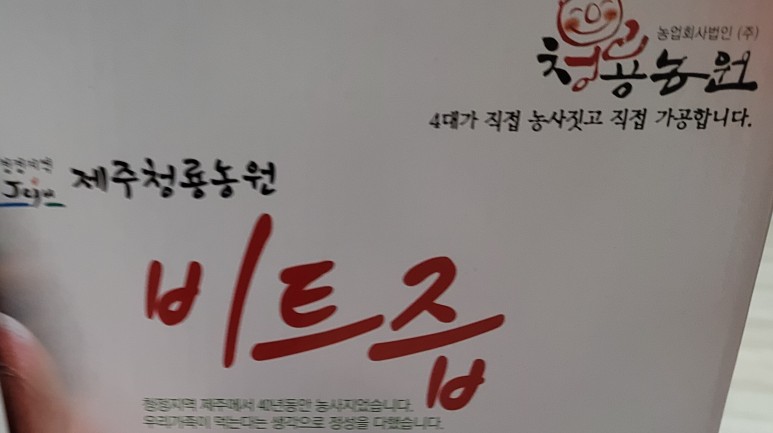 농업회사법인 (주)
청룡농원
4대가 직접 농사짓고 직접 가공합니다.
청정지역
Jeju
제주청룡농원
비트즙
청정지역 제주에서 40년동안 농사지었습니다.
우리가족이 먹는다는 생각으로 정성을 다했습니다.